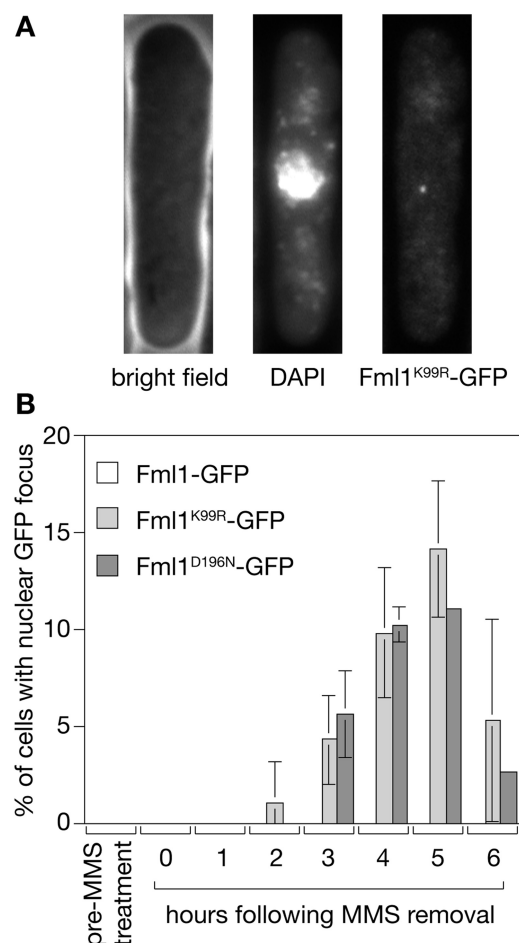 A
bright field DAPI Fml1K99R-GFP
B
% of cells with nuclear GFP focus
20
15
10
5
0
Fml1-GFP
Fml1K99R-GFP
Fml1D196N-GFP
pre-MMS
treatment
0 1 2 3 4 5 6
hours following MMS removal